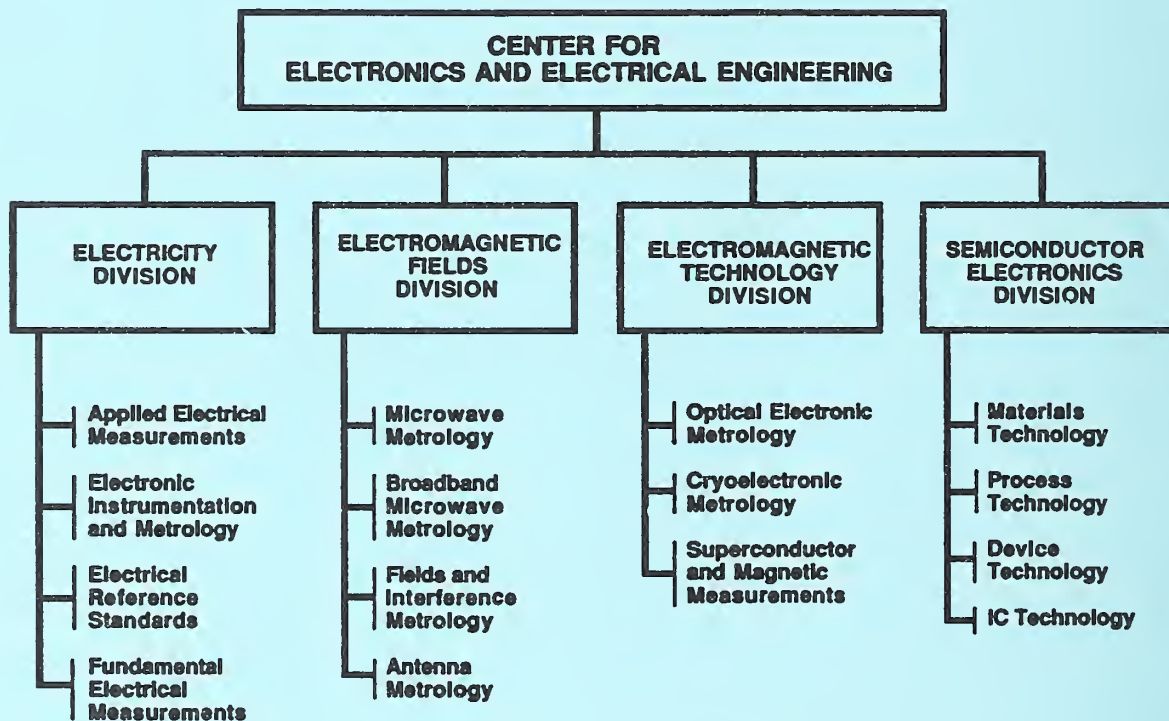 CENTER FOR
ELECTRONICS AND ELECTRICAL ENGINEERING
ELECTRICITY
DIVISION
Applied Electrical
Measurements
Electronic
Instrumentation
and Metrology
Electrical
Reference
Standards
Fundamental
Electrical
Measurements
ELECTROMAGNETIC
FIELDS
DIVISION
Microwave
Metrology
Broadband
Microwave
Metrology
Fields and
Interference
Metrology
Antenna
Metrology
ELECTROMAGNETIC
TECHNOLOGY
DIVISION
Optical Electronic
Metrology
Cryoelectronic
Metrology
Superconductor
and Magnetic
Measurements
SEMICONDUCTOR
ELECTRONICS
DIVISION
Materials
Technology
Process
Technology
Device
Technology
IC Technology